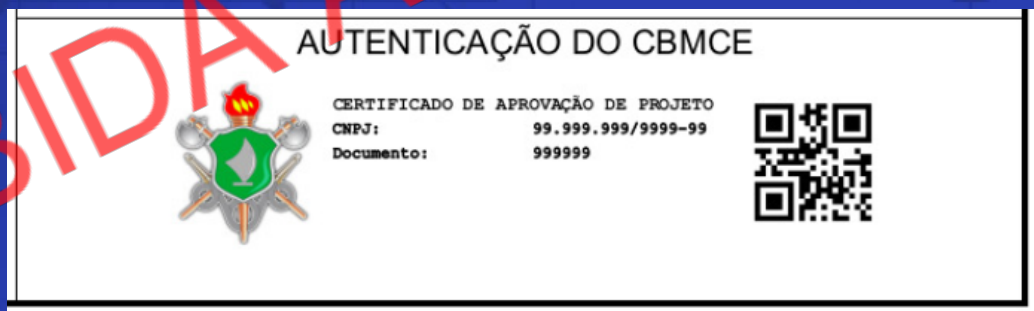 AUTENTICAÇÃO DO CBMCE
CERTIFICADO DE APROVAÇÃO DE PROJETO
CNPJ: 99.999.999/9999-99
Documento: 999999